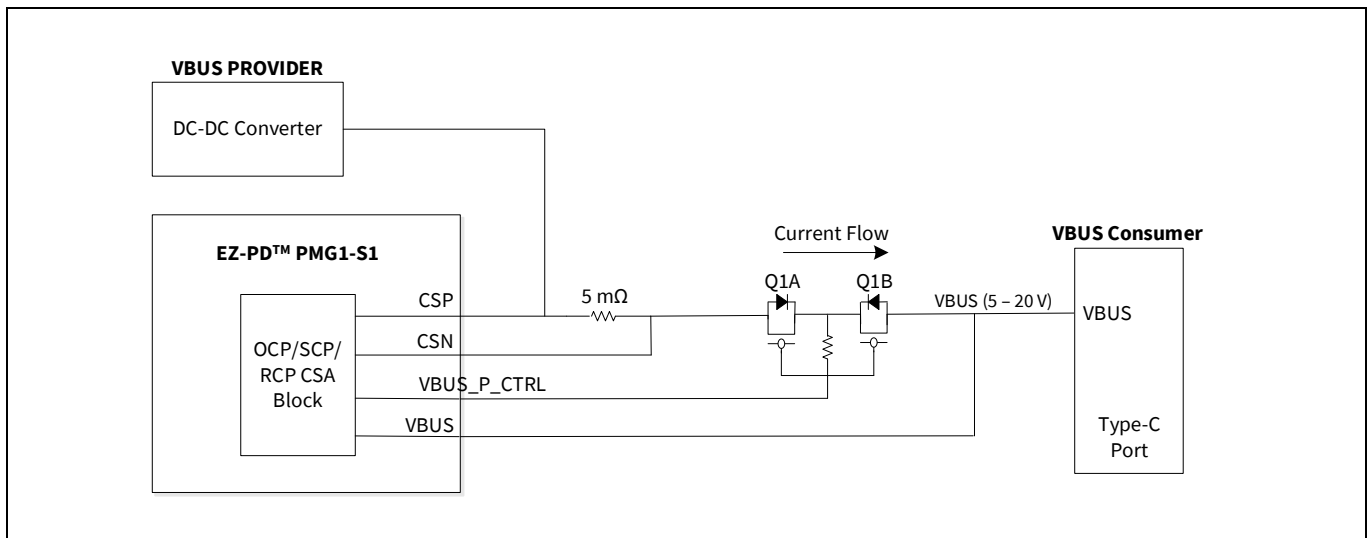 VBUS PROVIDER
DC-DC Converter
EZ-PD™ PMG1-S1
OCP/SCP/
RCP CSA
Block
CSP
CSN
VBUS_P_CTRL
VBUS
5 mΩ
Current Flow
Q1A
Q1B
VBUS (5 – 20 V)
VBUS Consumer
VBUS
Type-C
Port